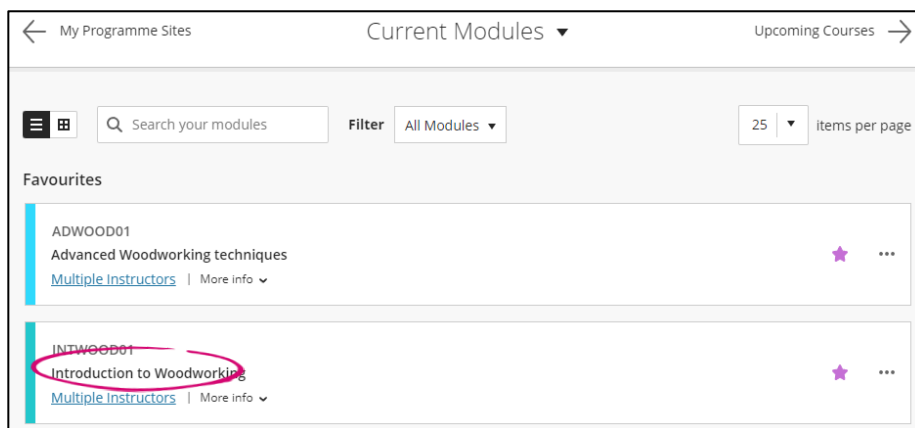 My Programme Sites
Current Modules
Upcoming Courses
Search your modules
Filter
All Modules
25
items per page
Favourites
ADWOOD01
Advanced Woodworking techniques
Multiple Instructors | More info
INTWOOD01
Introduction to Woodworking
Multiple Instructors | More info